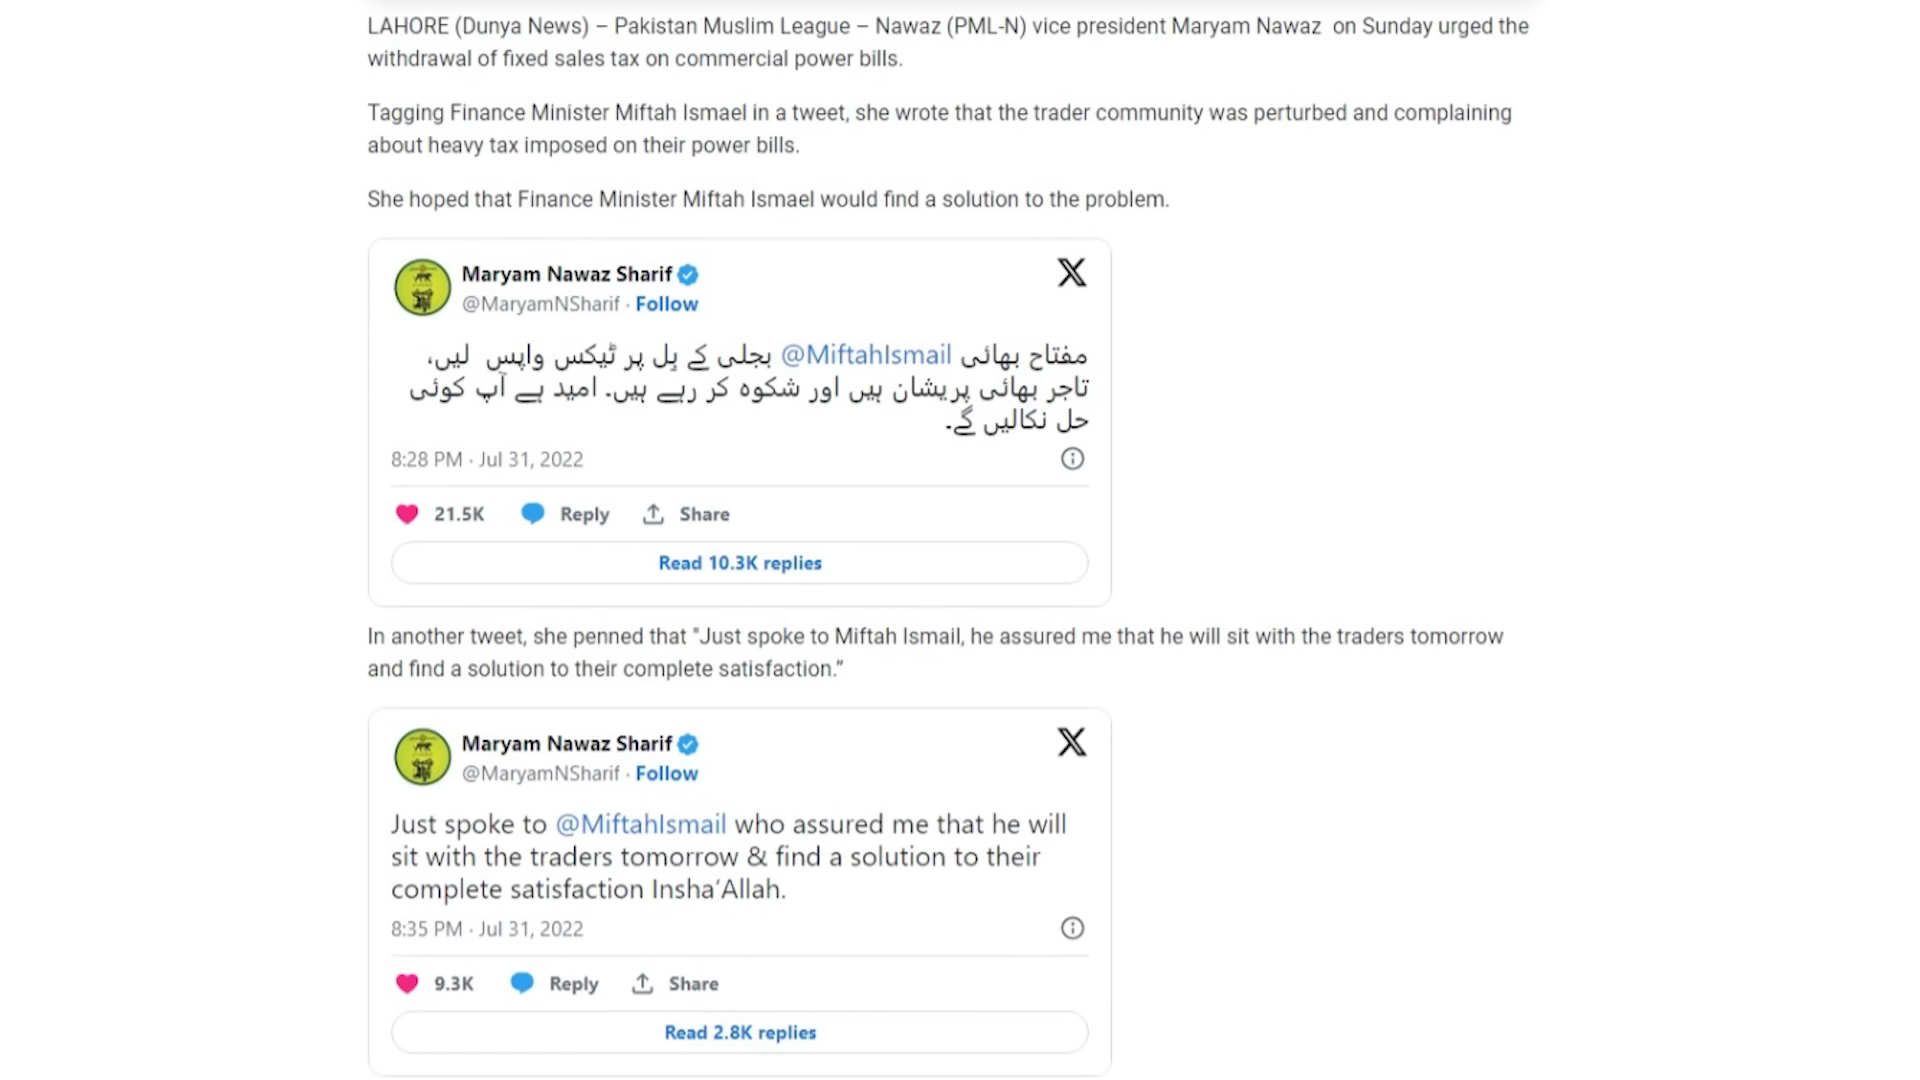 LAHORE (Dunya News) – Pakistan Muslim League – Nawaz (PML-N) vice president Maryam Nawaz on Sunday urged the
withdrawal of fixed sales tax on commercial power bills.
Tagging Finance Minister Miftah Ismael in a tweet, she wrote that the trader community was perturbed and complaining
about heavy tax imposed on their power bills.
She hoped that Finance Minister Miftah Ismael would find a solution to the problem.
Maryam Nawaz Sharif
@MaryamNSharif · Follow
مفتاح بھائی @MiftahIsmail بجلی کے بِل پر ٹیکس واپس لیں،
تاجر بھائی پریشان ہیں اور شکوہ کر رہے ہیں۔ امید ہے آپ کوئی
حل نکالیں گے۔
8:28 PM · Jul 31, 2022
21.5K Reply Share
Read 10.3K replies
In another tweet, she penned that "Just spoke to Miftah Ismail, he assured me that he will sit with the traders tomorrow
and find a solution to their complete satisfaction.”
Maryam Nawaz Sharif
@MaryamNSharif · Follow
Just spoke to @MiftahIsmail who assured me that he will
sit with the traders tomorrow & find a solution to their
complete satisfaction Insha’Allah.
8:35 PM · Jul 31, 2022
9.3K Reply Share
Read 2.8K replies